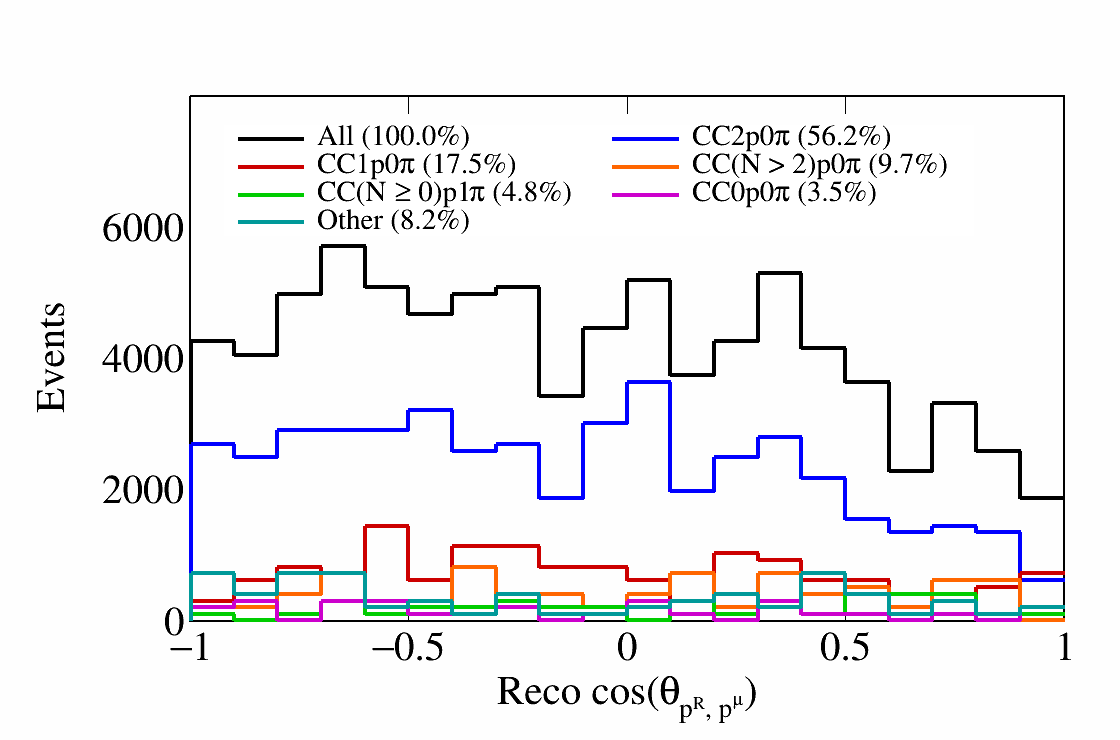 All (100.0%)
CC2p0π (56.2%)
CC1p0π (17.5%)
CC(N > 2)p0π (9.7%)
CC(N ≥ 0)p1π (4.8%)
CC0p0π (3.5%)
Other (8.2%)
6000
4000
2000
0
Events
−1
−0.5
0
0.5
1
Reco cos(θ_{p^R, p^μ})